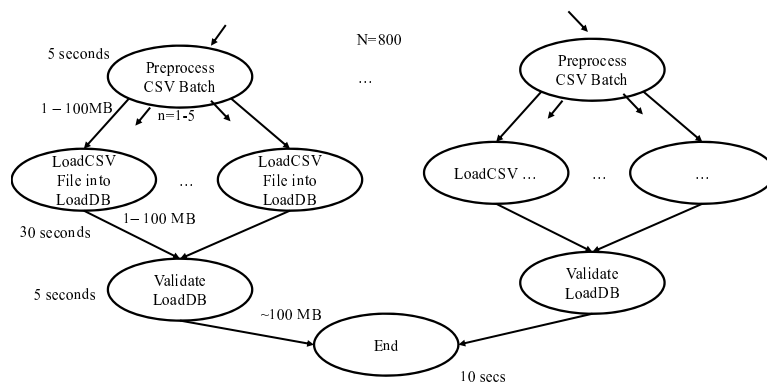 N=800
5 seconds
Preprocess
CSV Batch
…
Preprocess
CSV Batch
1 – 100MB
n=1-5
LoadCSV
File into
LoadDB
…
LoadCSV
File into
LoadDB
LoadCSV …
…
…
1 – 100 MB
30 seconds
Validate
LoadDB
Validate
LoadDB
5 seconds
~100 MB
End
10 secs